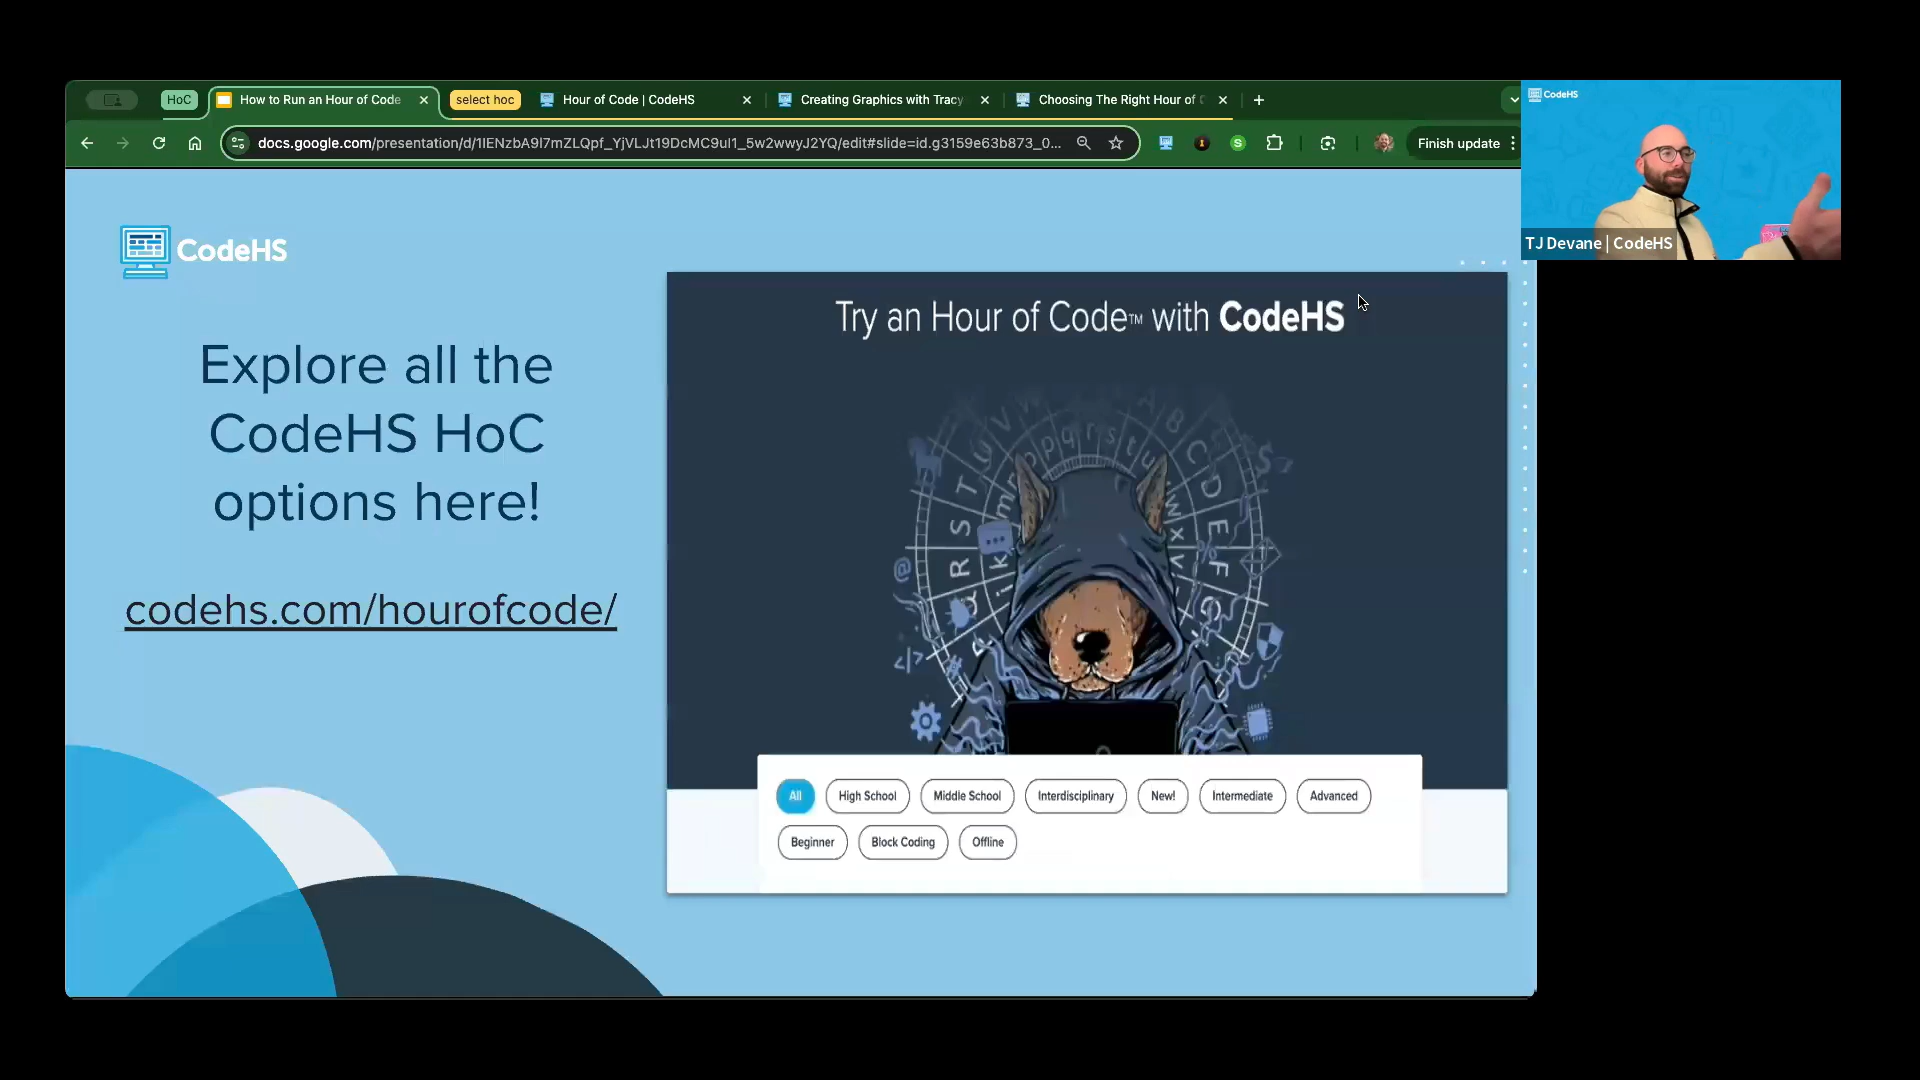 HoC
How to Run an Hour of Code
select hoc
Hour of Code | CodeHS
Creating Graphics with Tracy
Choosing The Right Hour of
docs.google.com/presentation/d/1IENzbA9l7mZLQpf_YjVLJt19DcMC9uI1_5w2wwyJ2YQ/edit#slide=id.g3159e63b873_0...
S
Finish update
CodeHS
TJ Devane | CodeHS
CodeHS
Explore all the
CodeHS HoC
options here!
codehs.com/hourofcode/
Try an Hour of Code™ with CodeHS
All
High School
Middle School
Interdisciplinary
New!
Intermediate
Advanced
Beginner
Block Coding
Offline